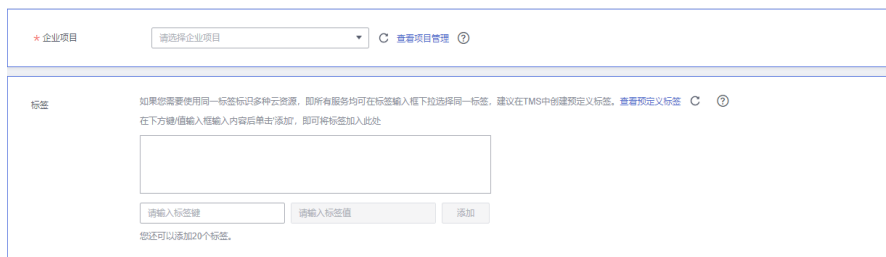 * 企业项目 请选择企业项目 查看项目管理 ?
标签 如果您需要使用同一标签标识多种云资源，即所有服务均可在标签输入框下拉选择同一标签，建议在TMS中创建预定义标签。查看预定义标签 ?
在下方键/值输入框输入内容后单击'添加'，即可将标签加入此处
请输入标签键 请输入标签值 添加
您还可以添加20个标签。